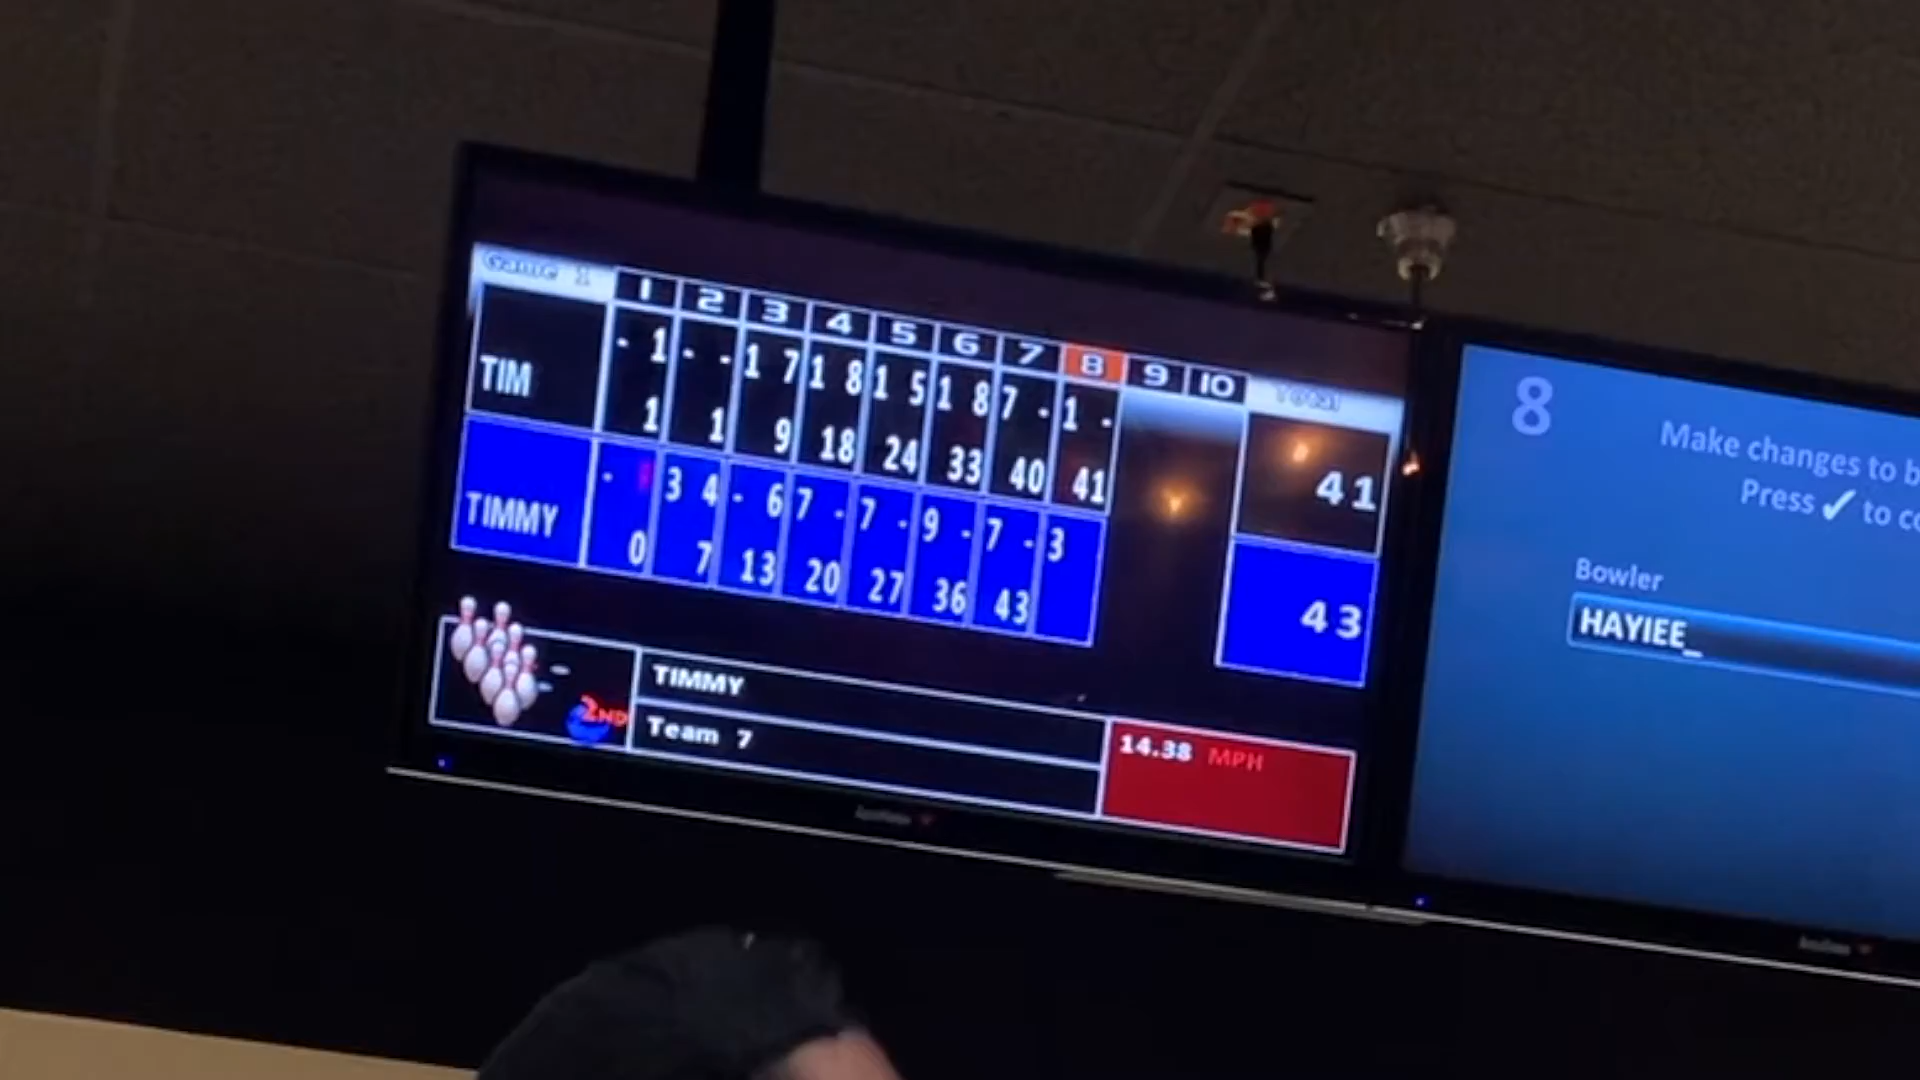 Game 1 1 2 3 4 5 6 7 8 9 10 Total
TIM - 1 - - 1 7 1 8 1 5 1 8 7 - 1 -
1 1 9 18 24 33 40 41 41
TIMMY - F 3 4 - 6 7 - 7 - 9 - 7 - 3
0 7 13 20 27 36 43 43
2ND
TIMMY
Team 7
14.38 MPH
8
Make changes to b
Press ✓ to co
Bowler
HAYIEE_